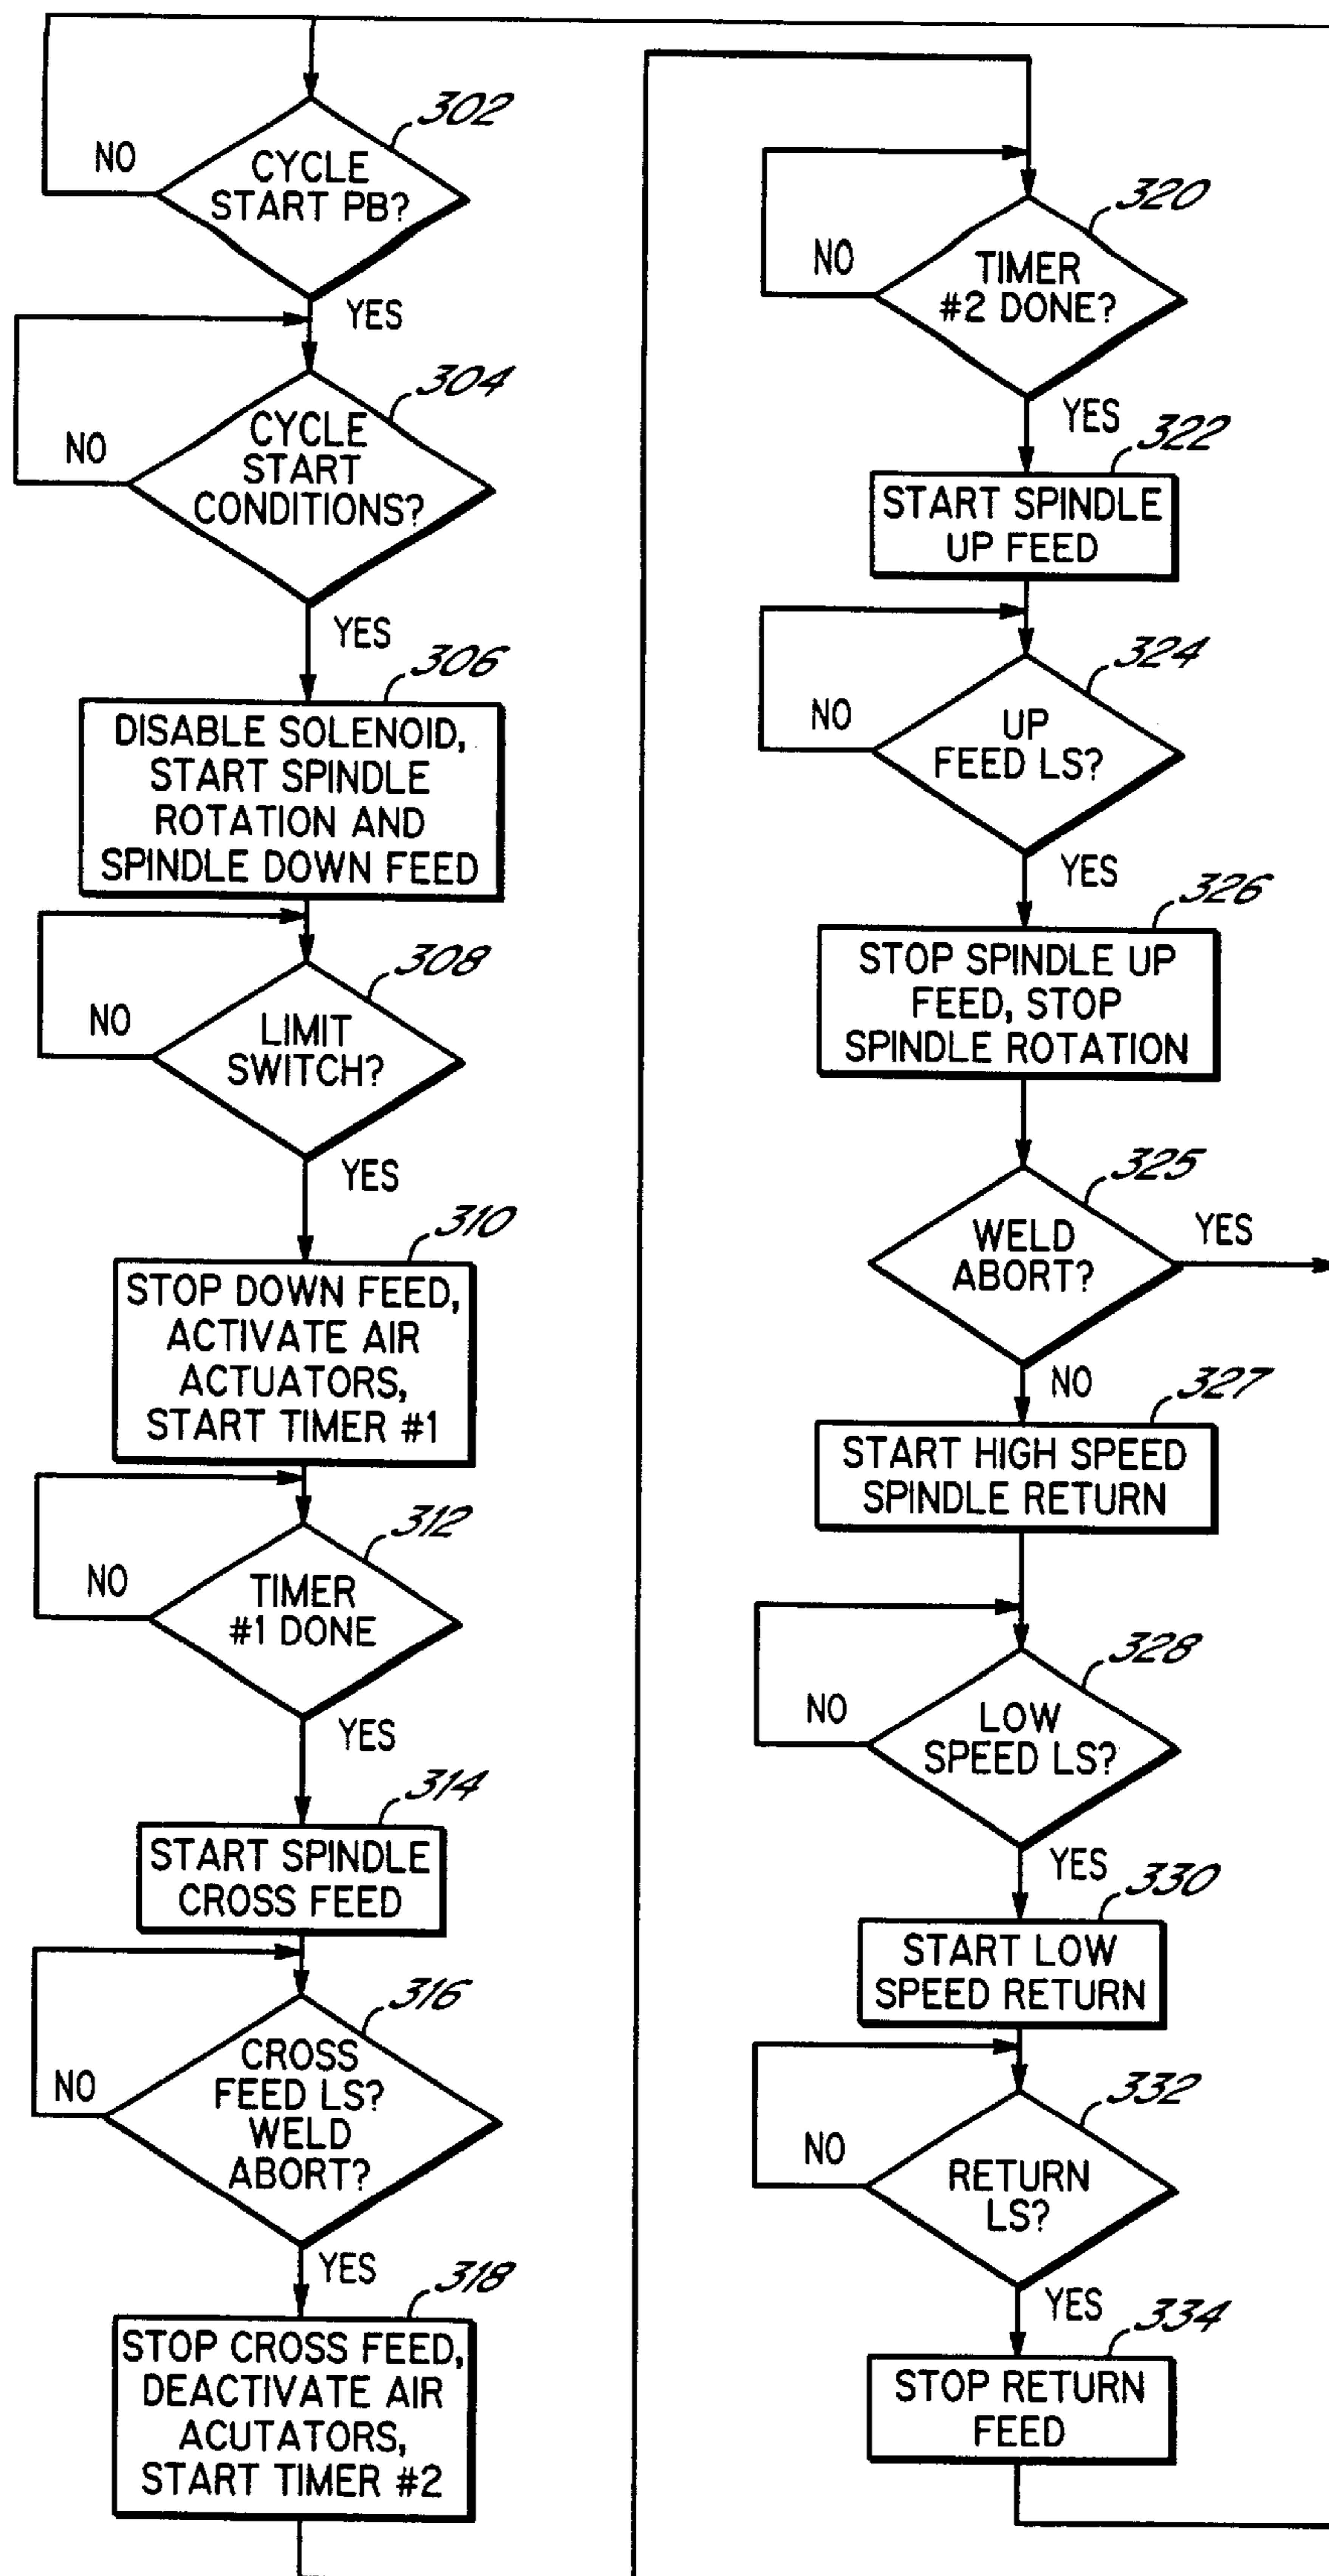 302
NO
CYCLE
START PB?
YES
304
NO
CYCLE
START
CONDITIONS?
YES
306
DISABLE SOLENOID,
START SPINDLE
ROTATION AND
SPINDLE DOWN FEED
308
NO
LIMIT
SWITCH?
YES
310
STOP DOWN FEED,
ACTIVATE AIR
ACTUATORS,
START TIMER #1
312
NO
TIMER
#1 DONE
YES
314
START SPINDLE
CROSS FEED
316
NO
CROSS
FEED LS?
WELD
ABORT?
YES
318
STOP CROSS FEED,
DEACTIVATE AIR
ACUTATORS,
START TIMER #2
320
NO
TIMER
#2 DONE?
YES
322
START SPINDLE
UP FEED
324
NO
UP
FEED LS?
YES
326
STOP SPINDLE UP
FEED, STOP
SPINDLE ROTATION
325
WELD
ABORT?
YES
NO
327
START HIGH SPEED
SPINDLE RETURN
328
NO
LOW
SPEED LS?
YES
330
START LOW
SPEED RETURN
332
NO
RETURN
LS?
YES
334
STOP RETURN
FEED